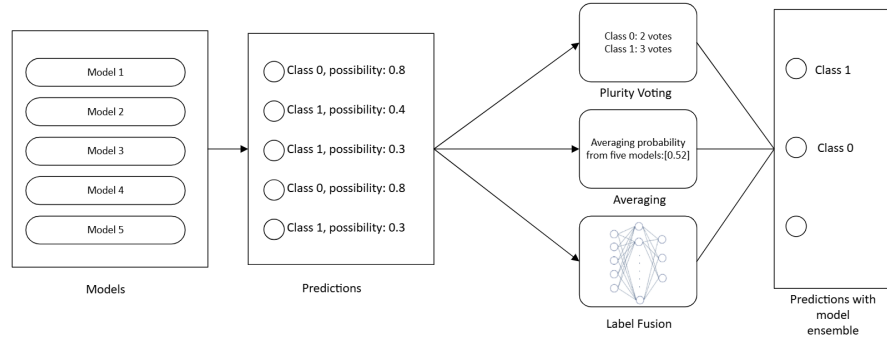 Model 1
Model 2
Model 3
Model 4
Model 5
Models
Class 0, possibility: 0.8
Class 1, possibility: 0.4
Class 1, possibility: 0.3
Class 0, possibility: 0.8
Class 1, possibility: 0.3
Predictions
Class 0: 2 votes
Class 1: 3 votes
Plurity Voting
Averaging probability
from five models:[0.52]
Averaging
Label Fusion
Class 1
Class 0
Predictions with
model
ensemble